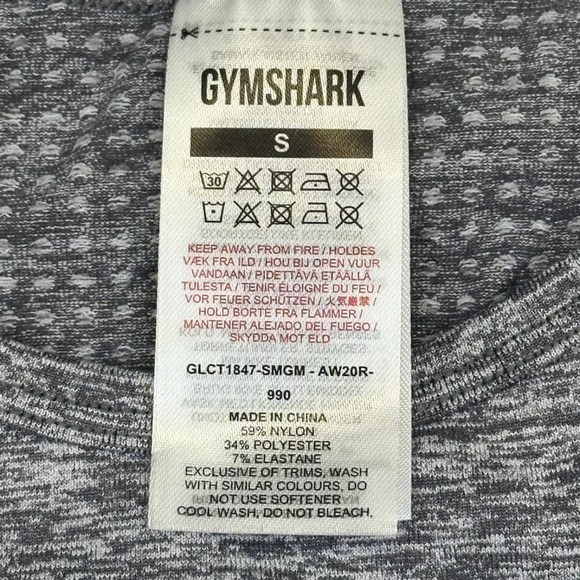 GYMSHARK
S
30
KEEP AWAY FROM FIRE / HOLDES
VÆK FRA ILD / HOU BIJ OPEN VUUR
VANDAAN / PIDETTÄVÄ ETÄÄLLÄ
TULESTA / TENIR ÉLOIGNÉ DU FEU /
VOR FEUER SCHÜTZEN / 火気厳禁 /
HOLD BORTE FRA FLAMMER /
MANTENER ALEJADO DEL FUEGO /
SKYDDA MOT ELD
GLCT1847-SMGM - AW20R-
990
MADE IN CHINA
59% NYLON
34% POLYESTER
7% ELASTANE
EXCLUSIVE OF TRIMS, WASH
WITH SIMILAR COLOURS, DO
NOT USE SOFTENER
COOL WASH, DO NOT BLEACH.